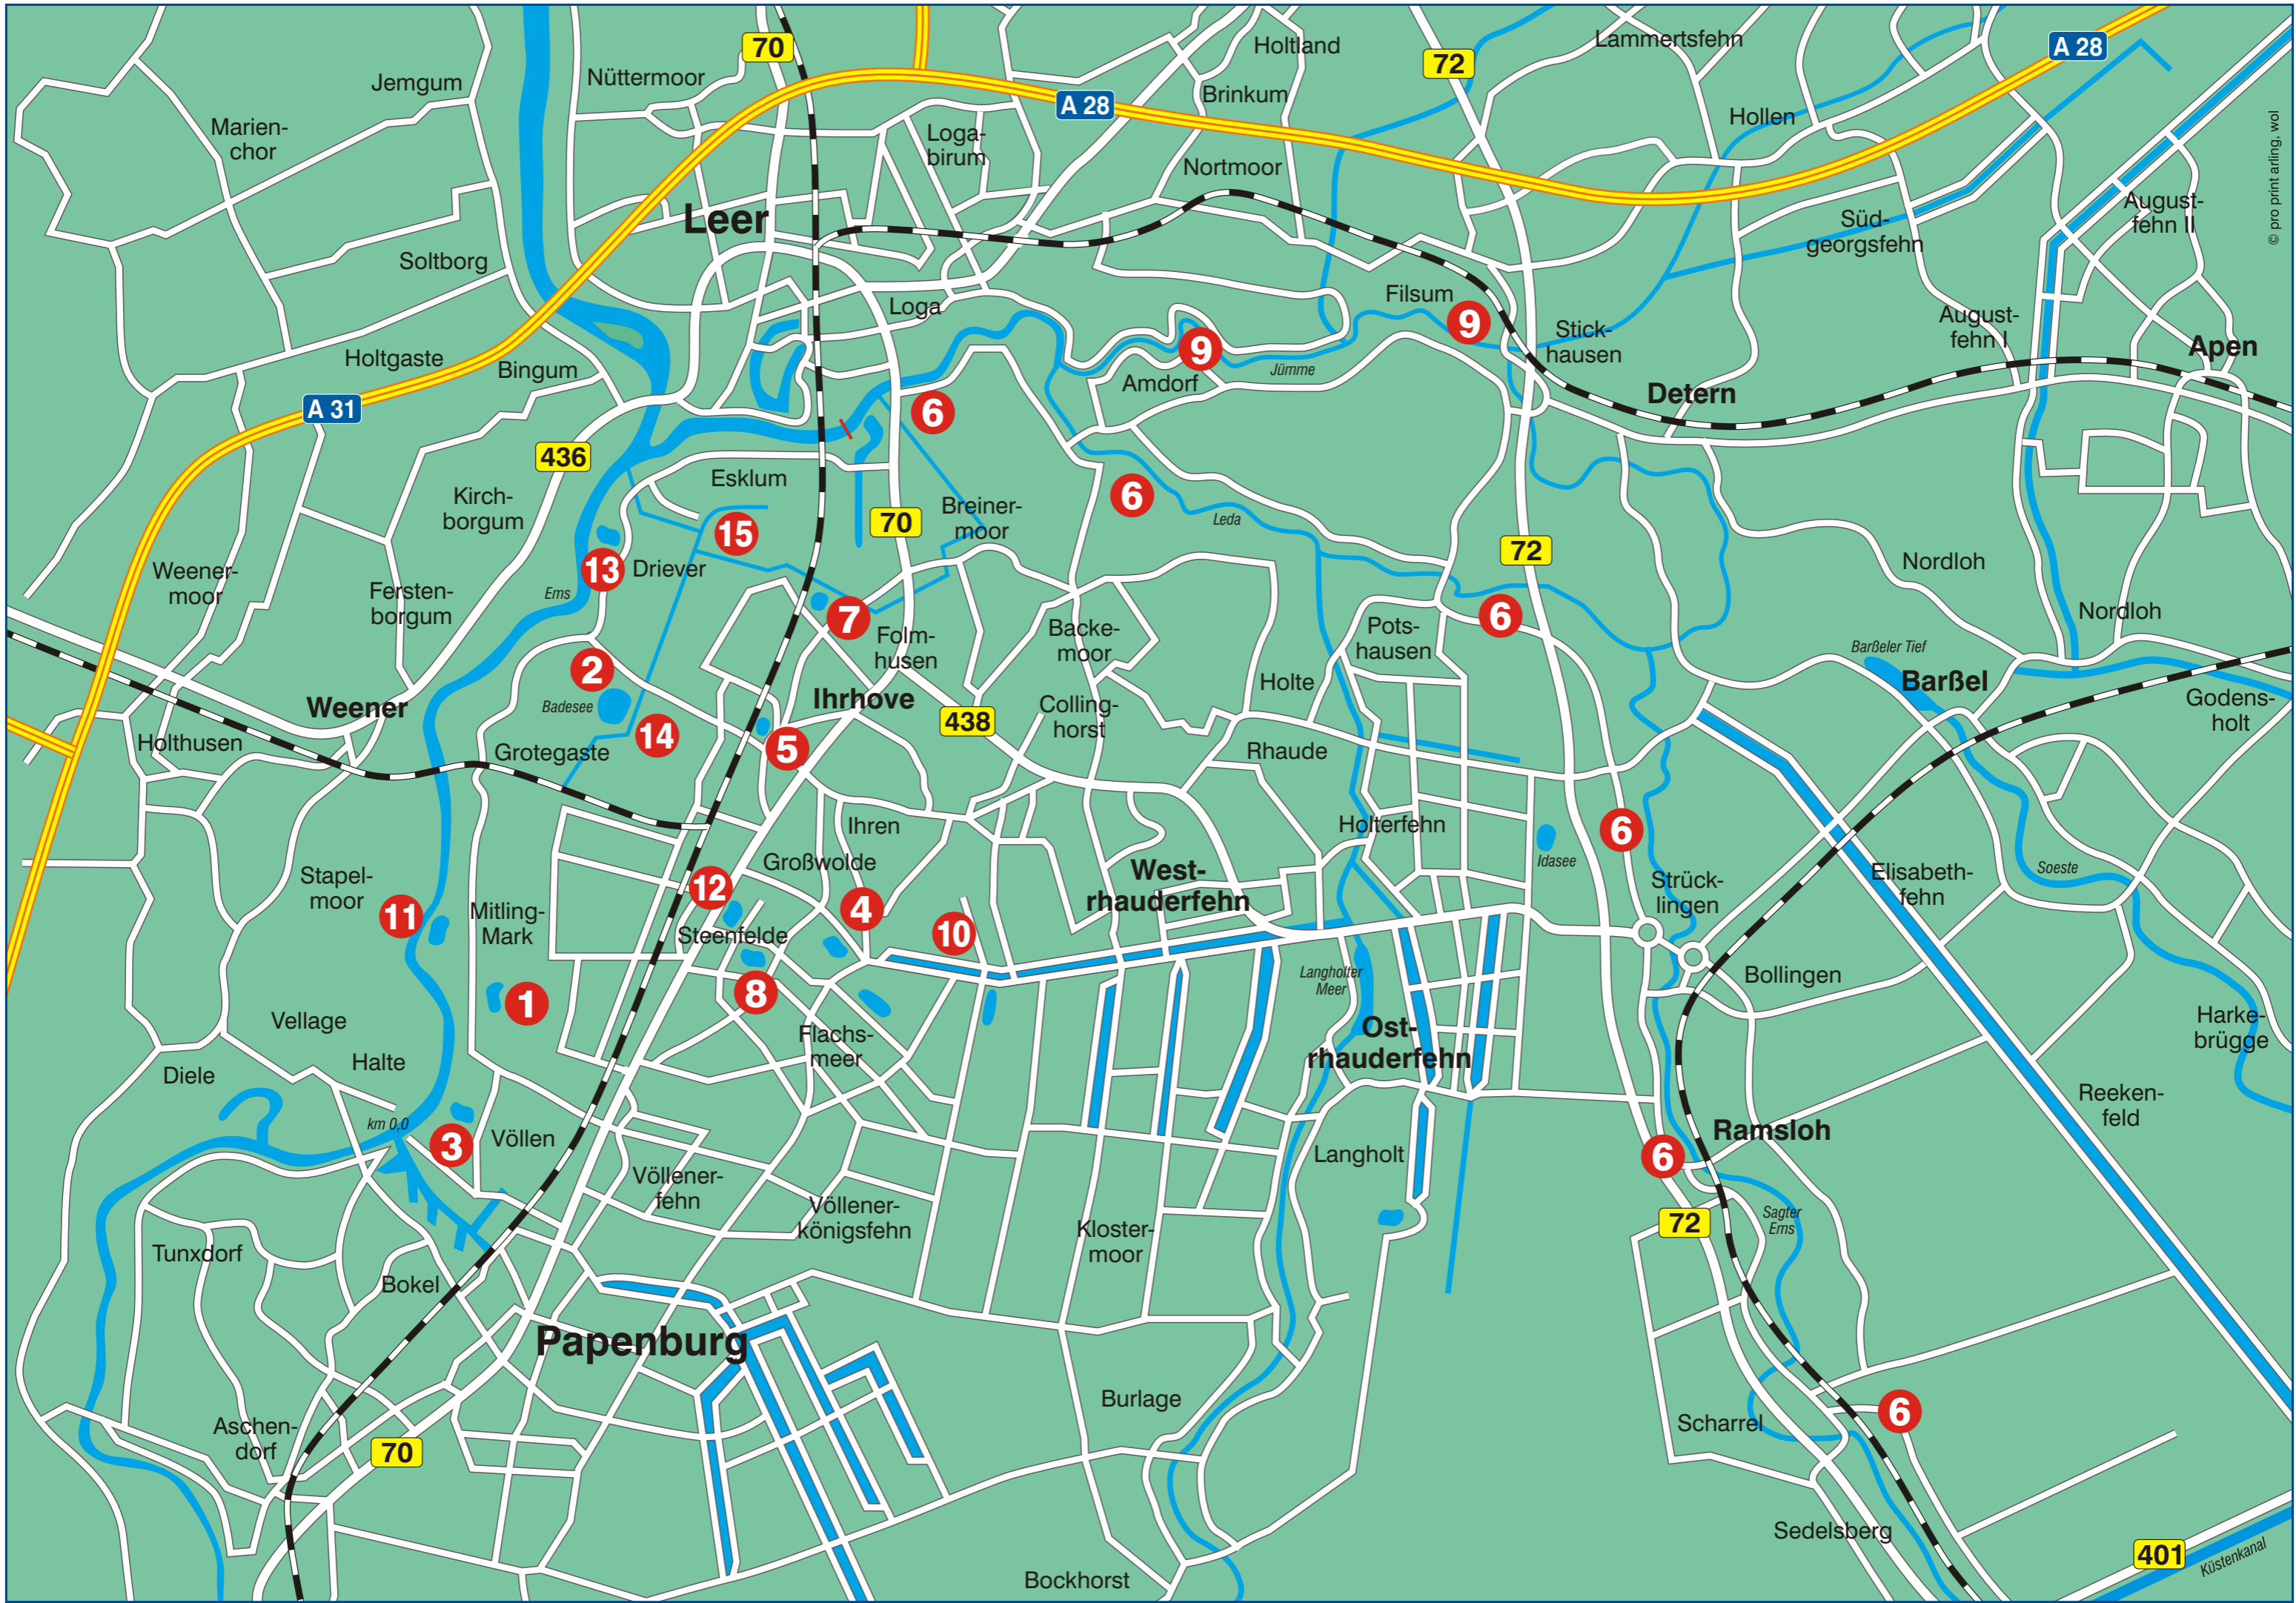 70
Holtland
72
Lammertsfehn
A 28
Jemgum
Nüttermoor
A 28
Brinkum
Hollen
© pro print arling, wol
Marien-
chor
Loga-
birum
Nortmoor
Leer
Süd-
georgsfehn
August-
fehn II
Soltborg
Loga
Filsum
9
Stick-
hausen
August-
fehn I
Apen
Holtgaste
Bingum
9
Amdorf
Jümme
Detern
A 31
6
436
Esklum
6
Kirch-
borgum
15
70
Breiner-
moor
Leda
72
Weener-
moor
Fersten-
borgum
Ems
13
Driever
7
Folm-
husen
Backe-
moor
Pots-
hausen
6
Nordloh
Nordloh
Barßeler Tief
Barßel
2
Badesee
14
Ihrhove
438
Colling-
horst
Holte
Godens-
holt
Weener
Holthusen
Grotegaste
5
Rhaude
Ihren
Holterfehn
Idasee
6
Großwolde
Stapel-
moor
11
Mitling-
Mark
12
Steenfelde
4
10
West-
rhauderfehn
Strück-
lingen
Elisabeth-
fehn
Soeste
1
8
Langholter
Meer
Bollingen
Vellage
Flachs-
meer
Ost-
rhauderfehn
Harke-
brügge
Halte
Diele
km 0,0
3
Völlen
Reeken-
feld
Ramsloh
Langholt
6
Völlener-
fehn
Völlener-
königsfehn
Kloster-
moor
72
Sagter
Ems
Tunxdorf
Bokel
Papenburg
Burlage
Scharrel
6
Aschen-
dorf
70
Sedelsberg
401
Küstenkanal
Bockhorst